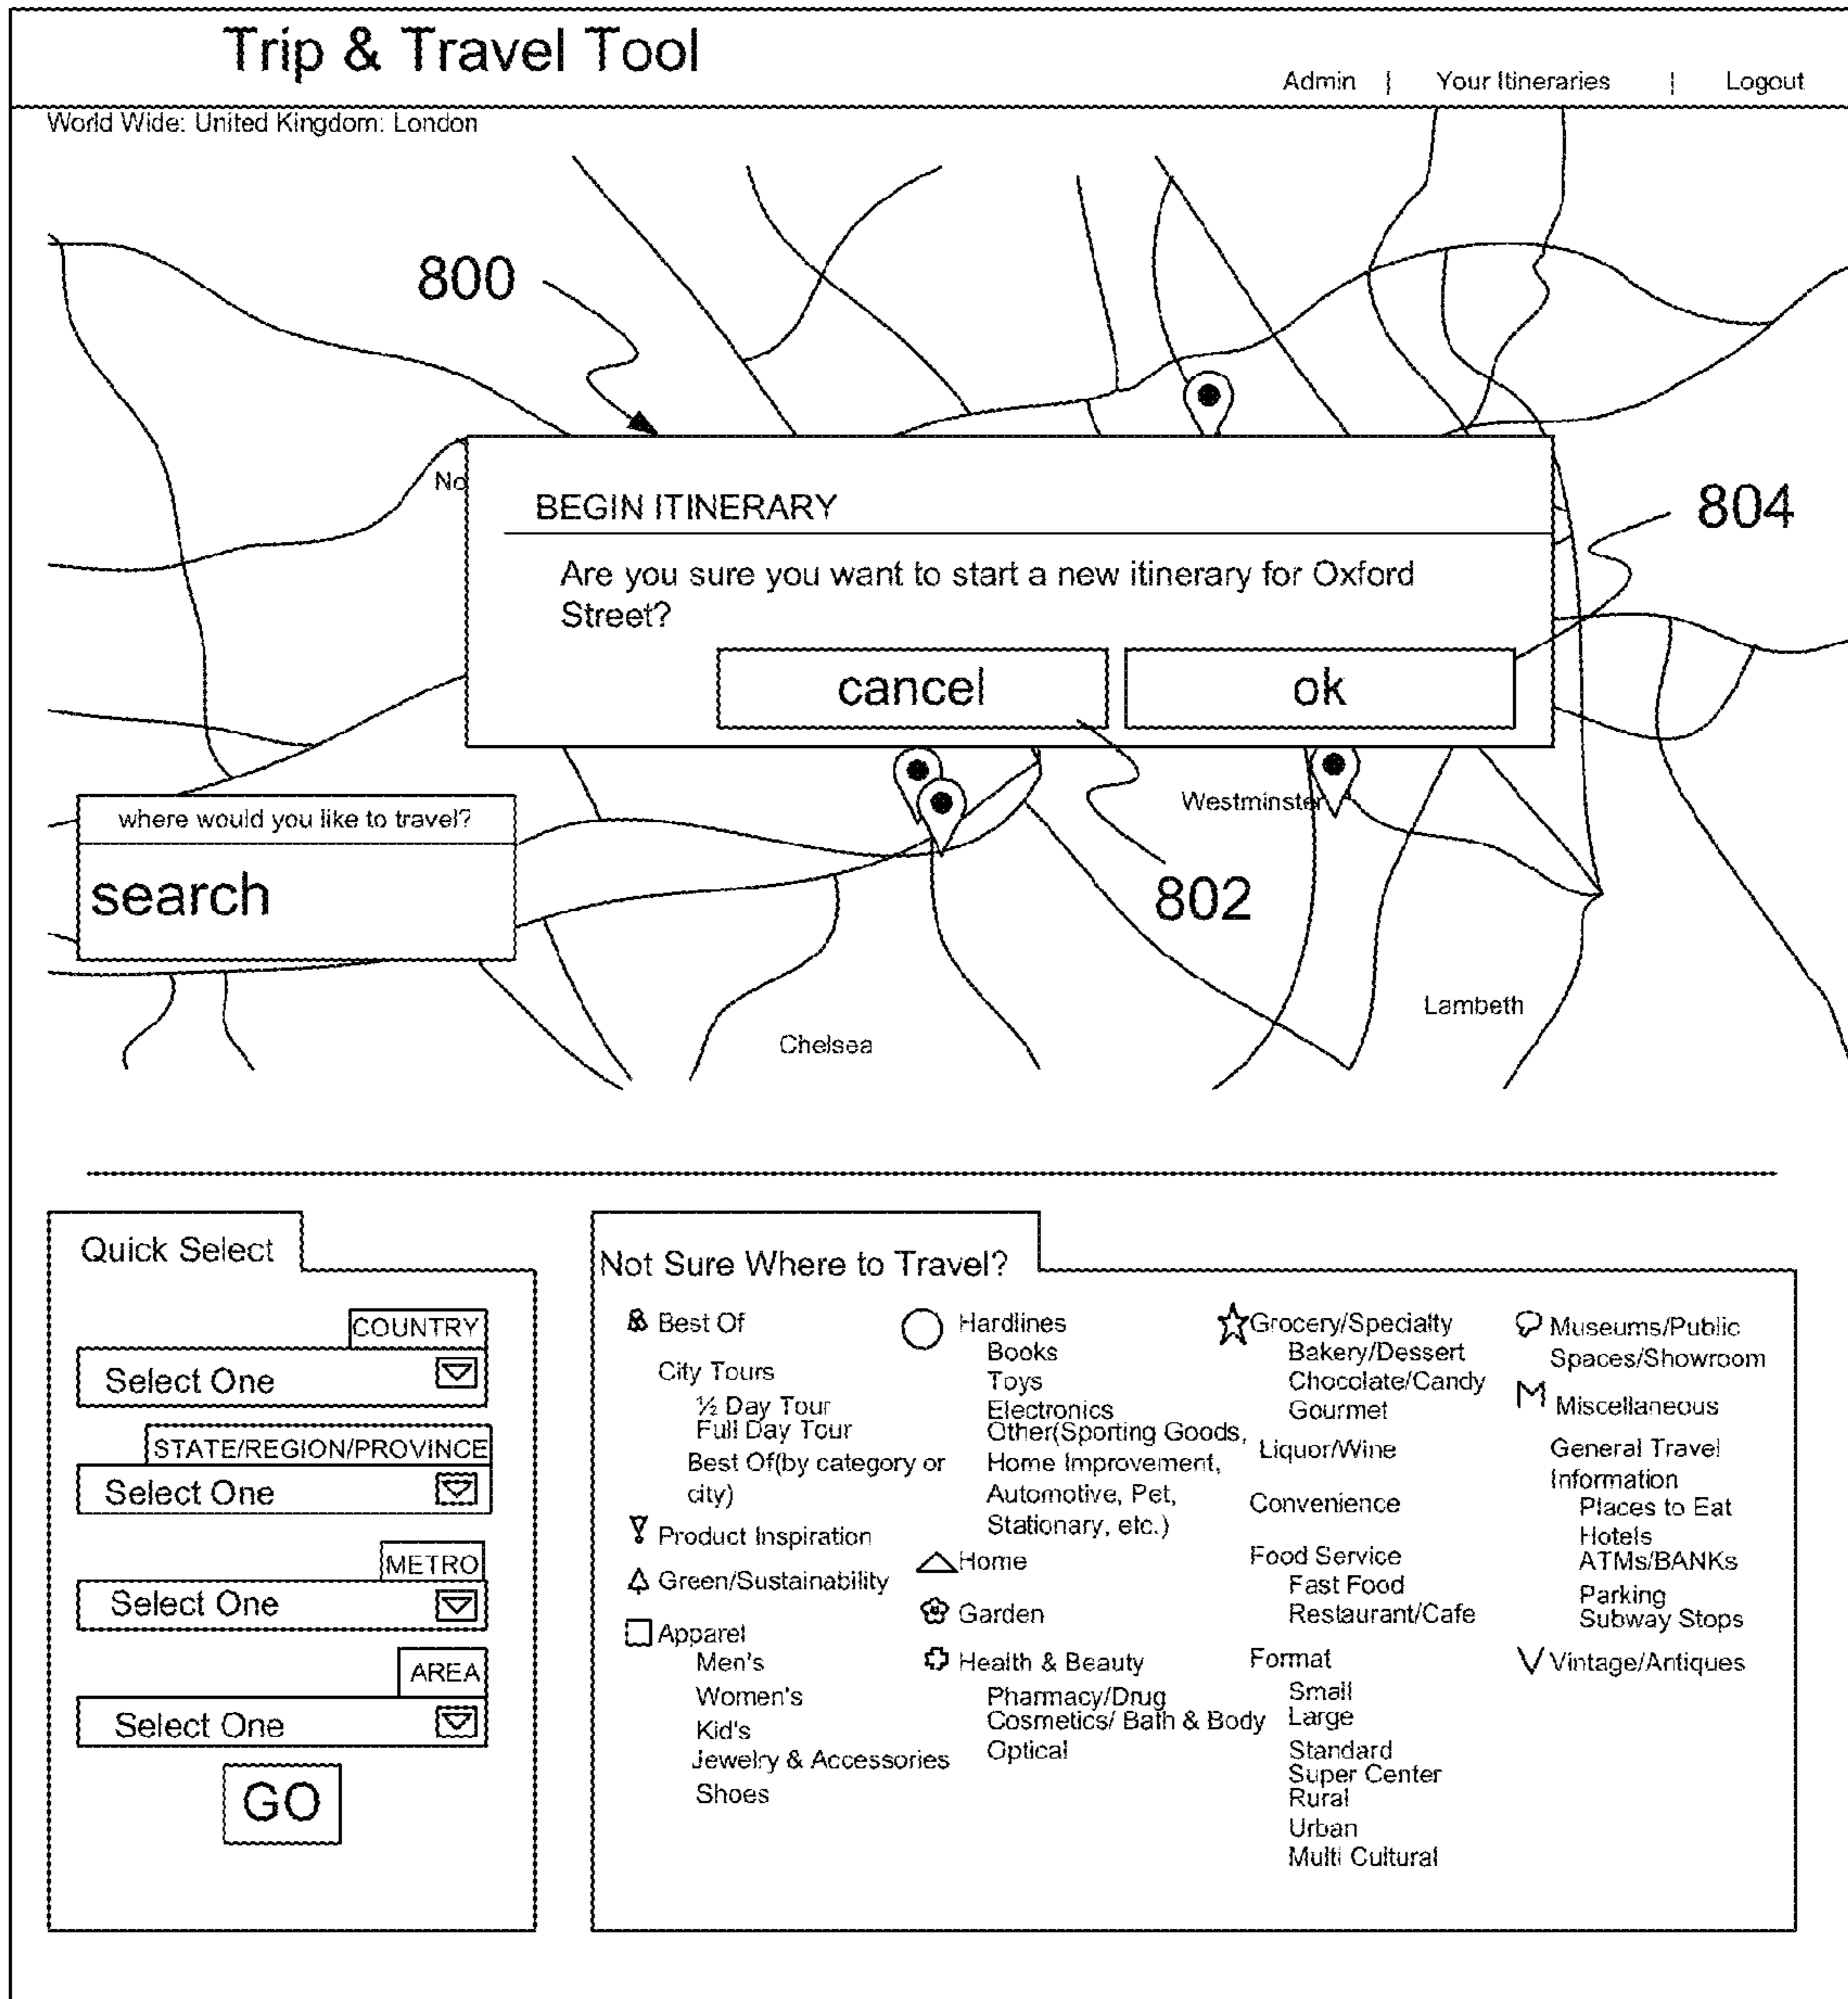 Trip & Travel Tool
Admin | Your Itineraries | Logout
World Wide: United Kingdom: London
800
No
BEGIN ITINERARY
804
Are you sure you want to start a new itinerary for Oxford
Street?
cancel
ok
Westminster
where would you like to travel?
search
802
Lambeth
Chelsea
Quick Select
COUNTRY
Select One
STATE/REGION/PROVINCE
Select One
METRO
Select One
AREA
Select One
GO
Not Sure Where to Travel?
Best Of
City Tours
½ Day Tour
Full Day Tour
Best Of(by category or
city)
Product Inspiration
Green/Sustainability
Apparel
Men's
Women's
Kid's
Jewelry & Accessories
Shoes
Hardlines
Books
Toys
Electronics
Other(Sporting Goods,
Home Improvement,
Automotive, Pet,
Stationary, etc.)
Home
Garden
Health & Beauty
Pharmacy/Drug
Cosmetics/ Bath & Body
Optical
Grocery/Specialty
Bakery/Dessert
Chocolate/Candy
Gourmet
Liquor/Wine
Convenience
Food Service
Fast Food
Restaurant/Cafe
Format
Small
Large
Standard
Super Center
Rural
Urban
Multi Cultural
Museums/Public
Spaces/Showroom
M Miscellaneous
General Travel
Information
Places to Eat
Hotels
ATMs/BANKs
Parking
Subway Stops
V Vintage/Antiques